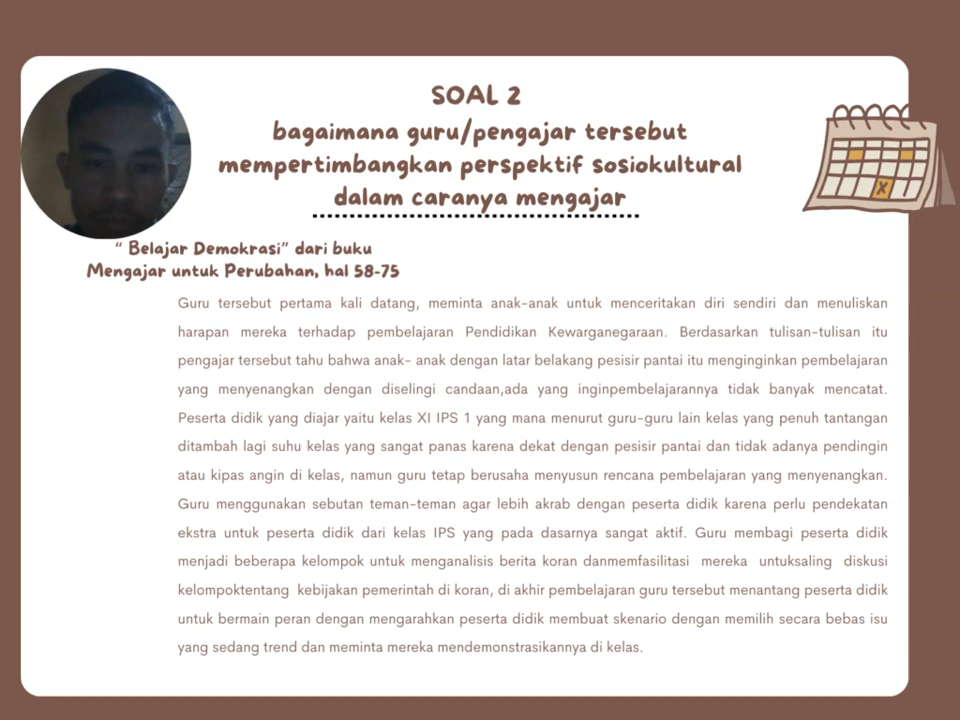 SOAL 2
bagaimana guru/pengajar tersebut
mempertimbangkan perspektif sosiokultural
dalam caranya mengajar
“ Belajar Demokrasi” dari buku
Mengajar untuk Perubahan, hal 58-75
Guru tersebut pertama kali datang, meminta anak-anak untuk menceritakan diri sendiri dan menuliskan
harapan mereka terhadap pembelajaran Pendidikan Kewarganegaraan. Berdasarkan tulisan-tulisan itu
pengajar tersebut tahu bahwa anak- anak dengan latar belakang pesisir pantai itu menginginkan pembelajaran
yang menyenangkan dengan diselingi candaan,ada yang inginpembelajarannya tidak banyak mencatat.
Peserta didik yang diajar yaitu kelas XI IPS 1 yang mana menurut guru-guru lain kelas yang penuh tantangan
ditambah lagi suhu kelas yang sangat panas karena dekat dengan pesisir pantai dan tidak adanya pendingin
atau kipas angin di kelas, namun guru tetap berusaha menyusun rencana pembelajaran yang menyenangkan.
Guru menggunakan sebutan teman-teman agar lebih akrab dengan peserta didik karena perlu pendekatan
ekstra untuk peserta didik dari kelas IPS yang pada dasarnya sangat aktif. Guru membagi peserta didik
menjadi beberapa kelompok untuk menganalisis berita koran danmemfasilitasi mereka untuksaling diskusi
kelompoktentang kebijakan pemerintah di koran, di akhir pembelajaran guru tersebut menantang peserta didik
untuk bermain peran dengan mengarahkan peserta didik membuat skenario dengan memilih secara bebas isu
yang sedang trend dan meminta mereka mendemonstrasikannya di kelas.